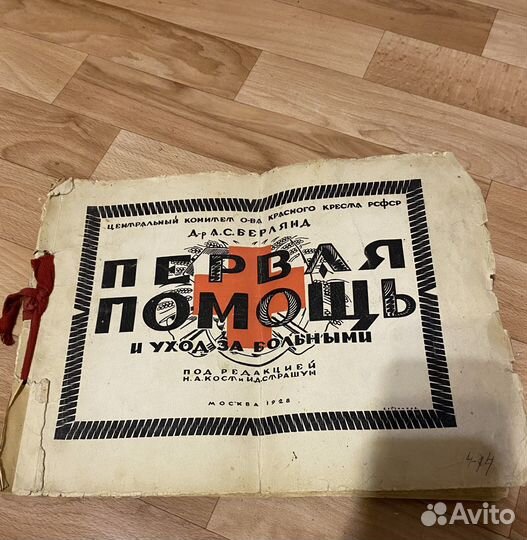 ЦЕНТРАЛЬНЫЙ КОМИТЕТ О-ВА КРАСНОГО КРЕСТА РСФСР
Д-р А.С. БЕРЛЯНД
ПЕРВАЯ
ПОМОЩЬ
И УХОД ЗА БОЛЬНЫМИ
ПОД РЕДАКЦИЕЙ
Н.А. КОСТ и И.Д. СТРАШУН
МОСКВА 1928
Avito